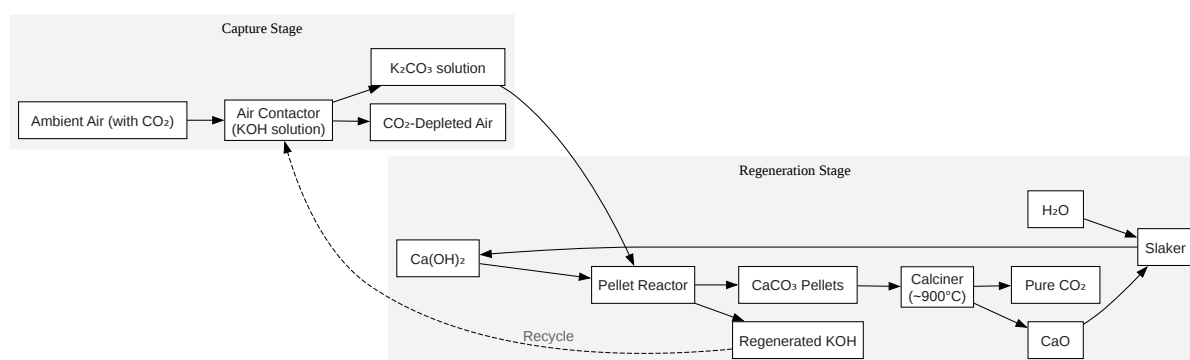 Capture Stage
K₂CO₃ solution
Ambient Air (with CO₂)
Air Contactor
(KOH solution)
CO₂-Depleted Air
Regeneration Stage
H₂O
Slaker
Ca(OH)₂
Pellet Reactor
CaCO₃ Pellets
Calciner
(~900°C)
Pure CO₂
Recycle
Regenerated KOH
CaO